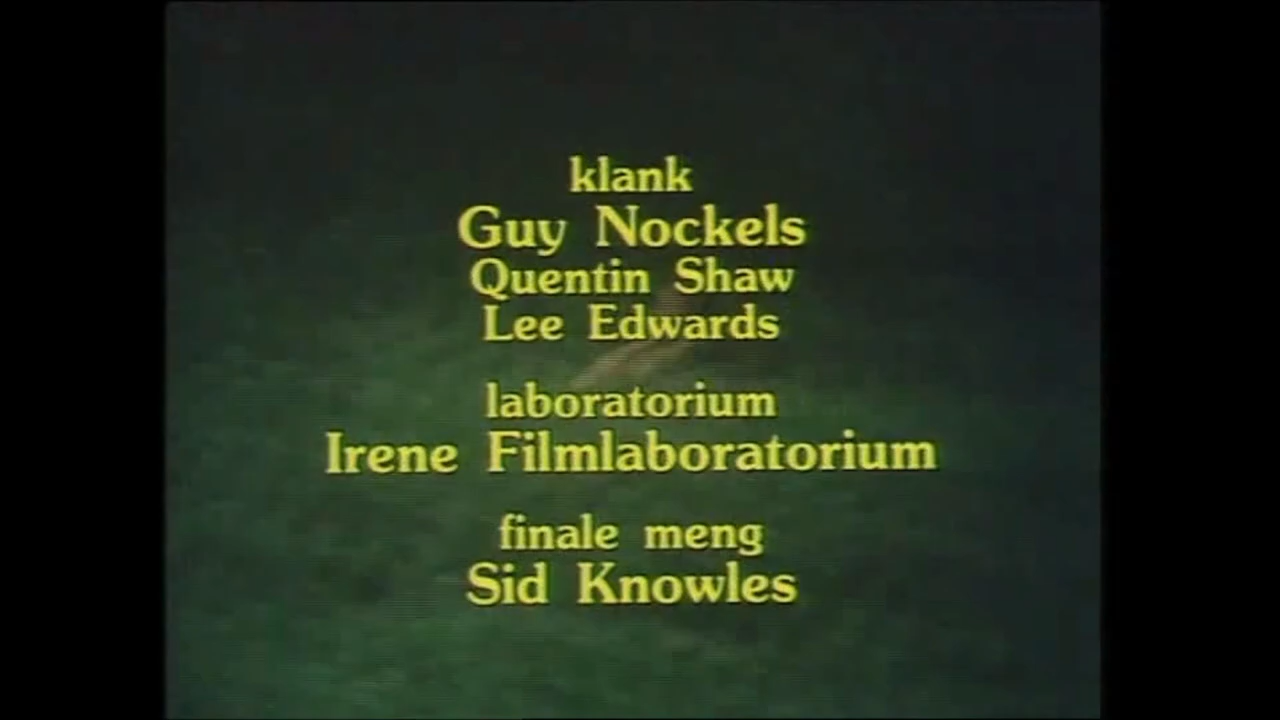 klank
Guy Nockels
Quentin Shaw
Lee Edwards
laboratorium
Irene Filmlaboratorium
finale meng
Sid Knowles